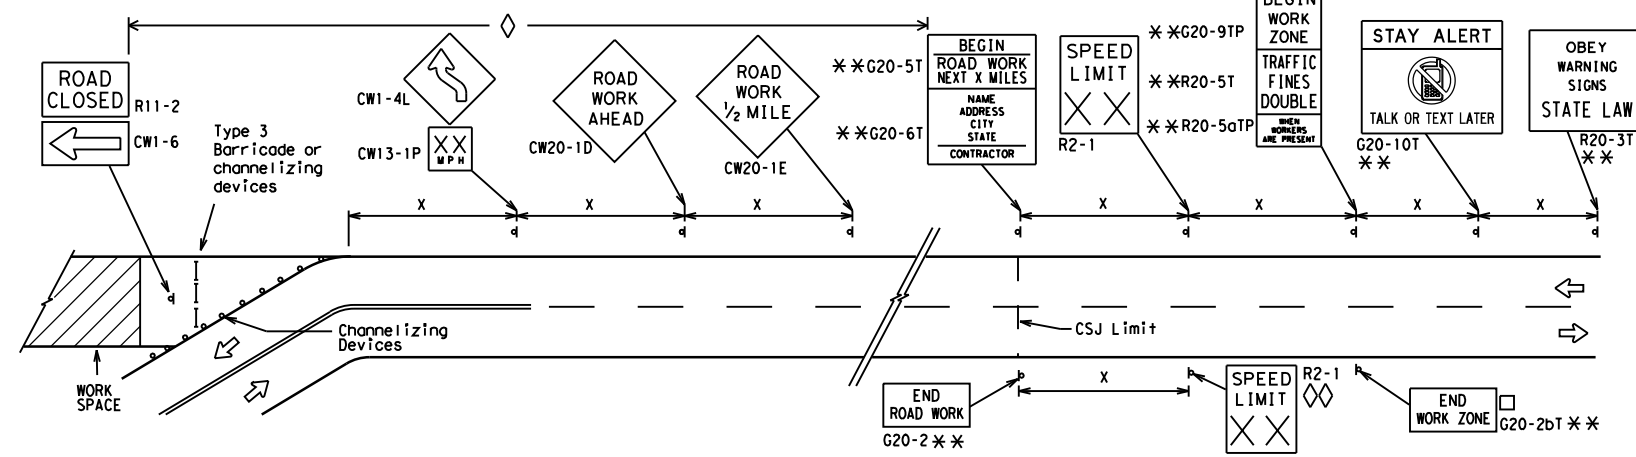 ROAD
CLOSED
R11-2
CW1-6
Type 3
Barricade or
channelizing
devices
CW1-4L
XX
MPH
CW13-1P
ROAD
WORK
AHEAD
CW20-1D
ROAD
WORK
1/2 MILE
CW20-1E
**G20-5T
**G20-6T
BEGIN
ROAD WORK
NEXT X MILES
NAME
ADDRESS
CITY
STATE
CONTRACTOR
SPEED
LIMIT
XX
R2-1
**G20-9TP
**R20-5T
**R20-5aTP
BEGIN
WORK
ZONE
TRAFFIC
FINES
DOUBLE
WHEN
WORKERS
ARE PRESENT
STAY ALERT
TALK OR TEXT LATER
G20-10T
**
OBEY
WARNING
SIGNS
STATE LAW
R20-3T
**
X
X
X
X
X
X
X
Channelizing
Devices
WORK
SPACE
CSJ Limit
END
ROAD WORK
G20-2 **
X
SPEED
LIMIT
XX
R2-1
END
WORK ZONE
G20-2bT **